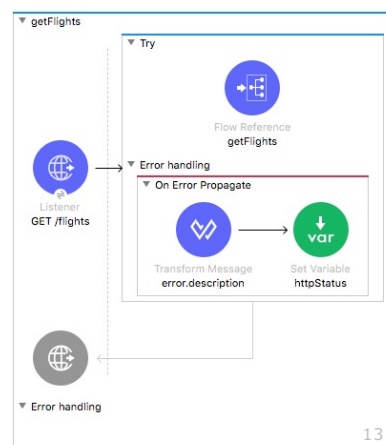 getFlights
Try
Flow Reference
getFlights
Listener
GET /flights
Error handling
On Error Propagate
Transform Message
error.description
var
Set Variable
httpStatus
Error handling
13